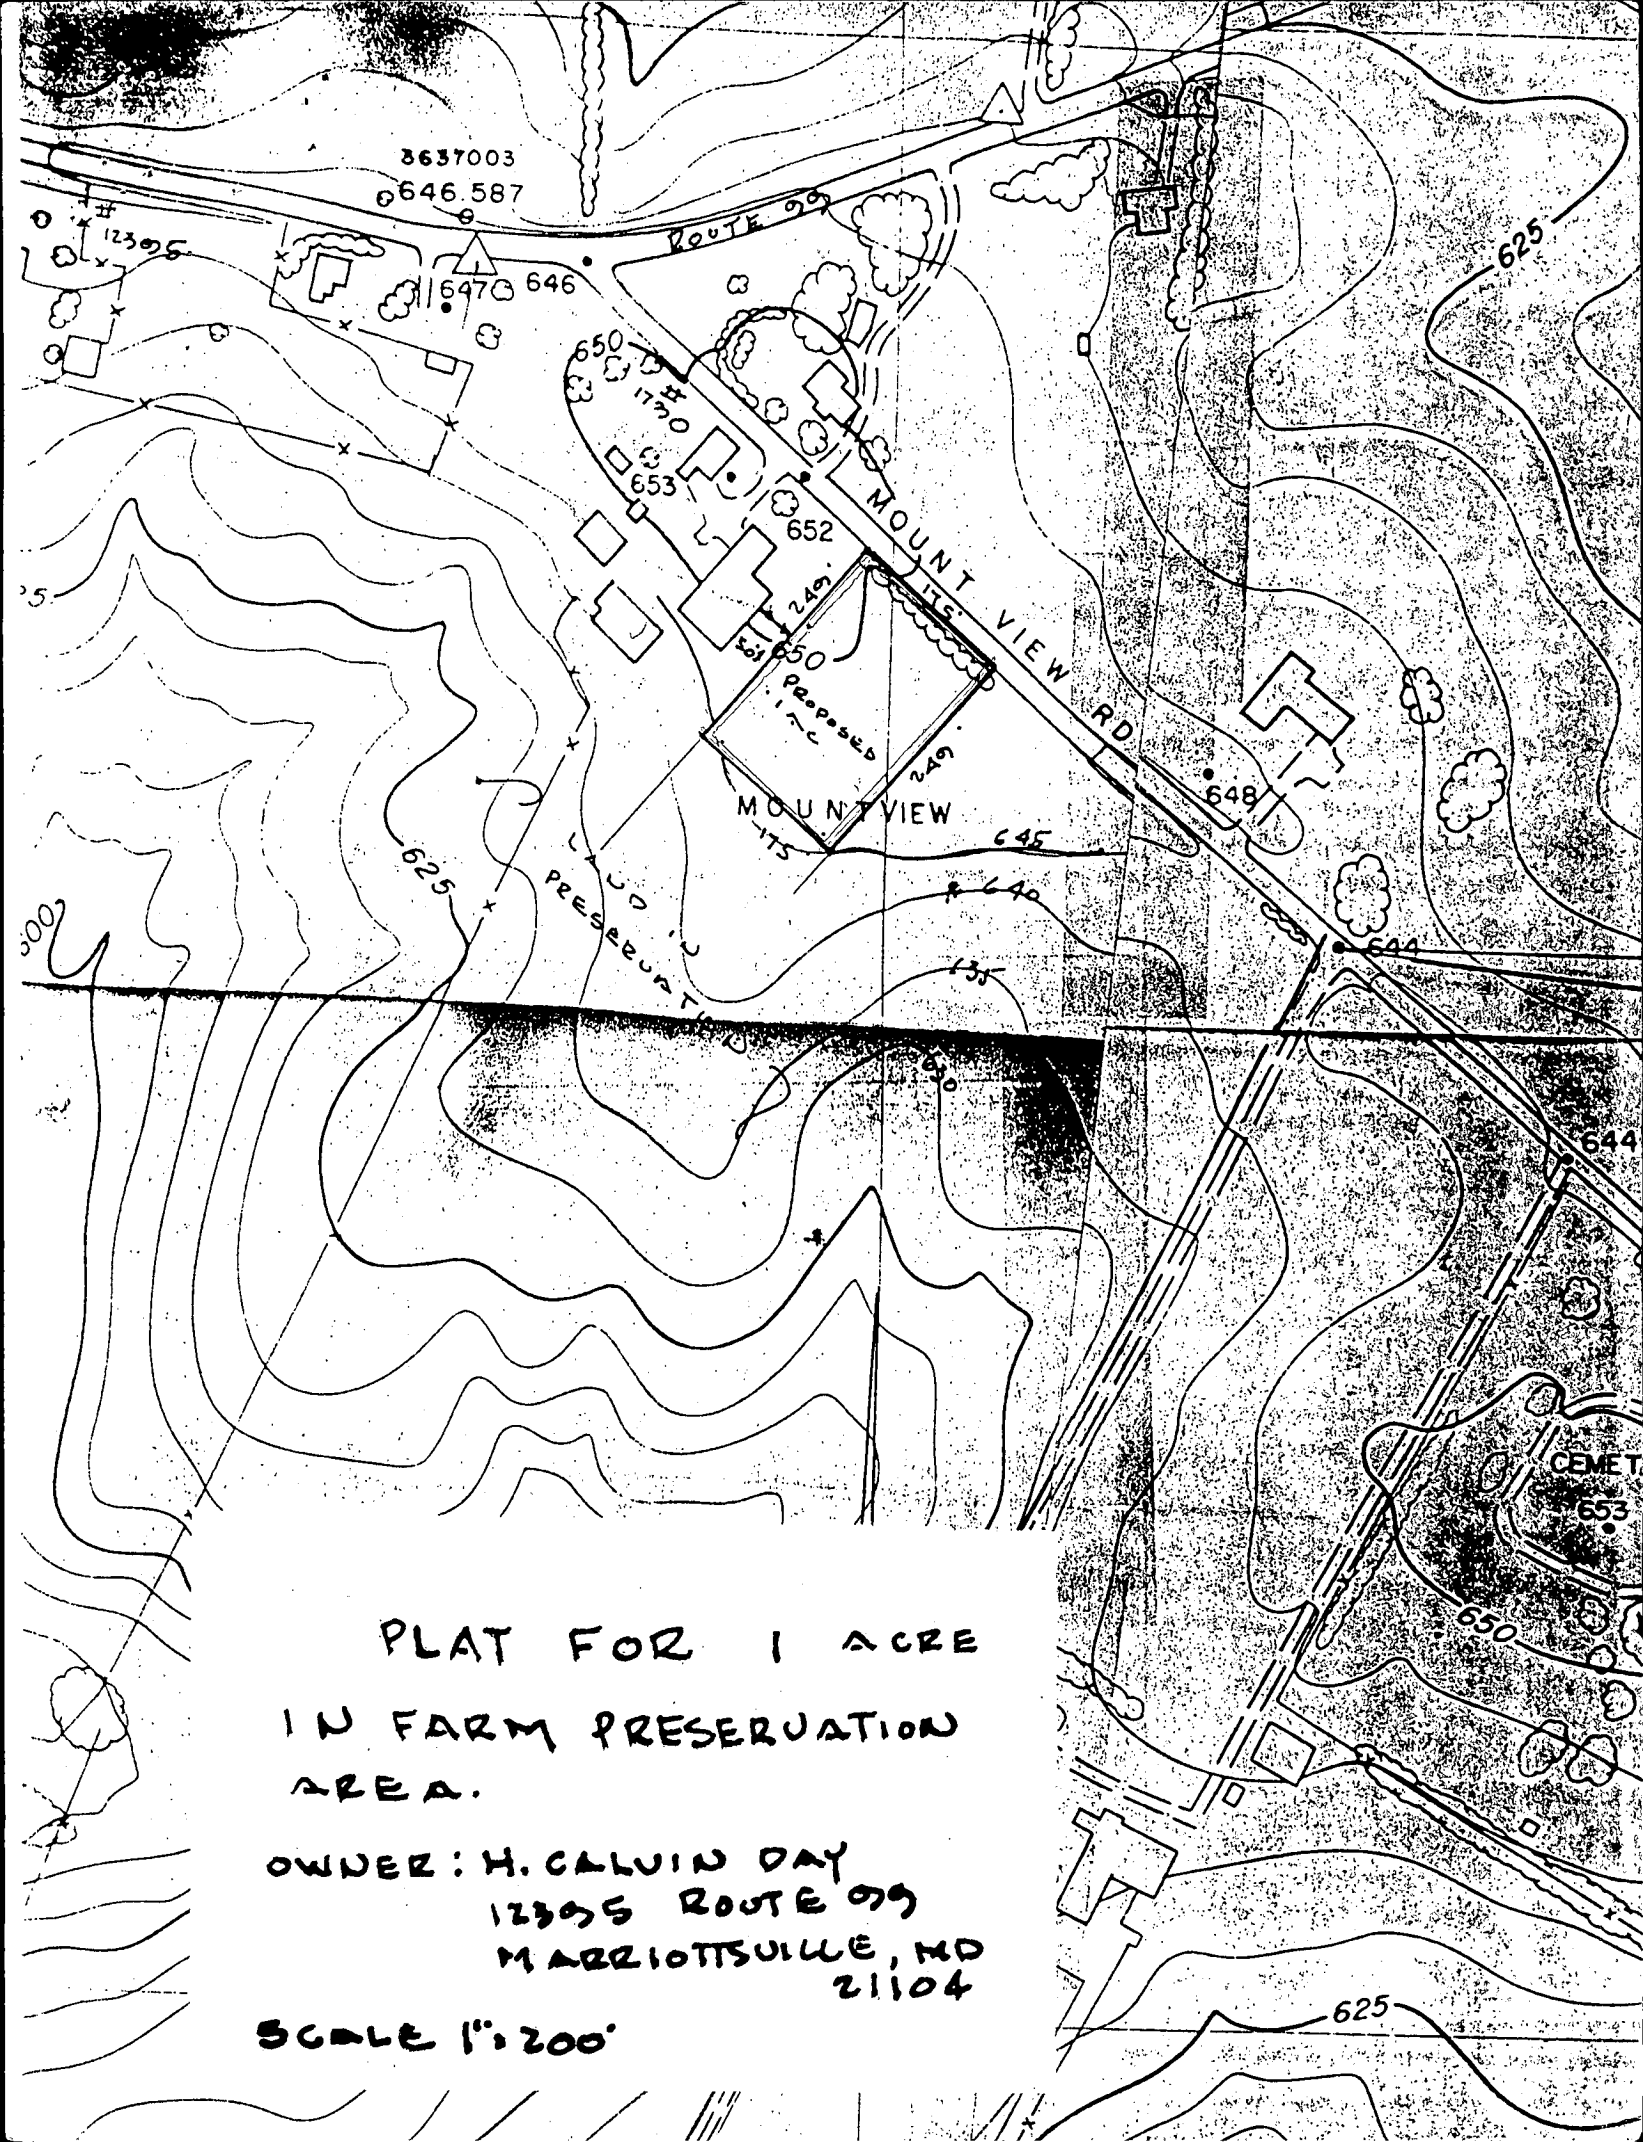 3637003
646.587
ROUTE 99
#
12395
647
646
625
650
#
1730
653
652
MOUNT VIEW RD
249'
175'
50'±
650
PROPOSED
1 AC
249'
648
MOUNTVIEW
175
645
640
LAND IN
PRESERVATION
625
635
644
630
644
CEMET
653
650
PLAT FOR 1 ACRE
IN FARM PRESERVATION
AREA.
OWNER: H. CALVIN DAY
12395 ROUTE 99
MARRIOTTSVILLE, MD
21104
SCALE 1"=200'
625